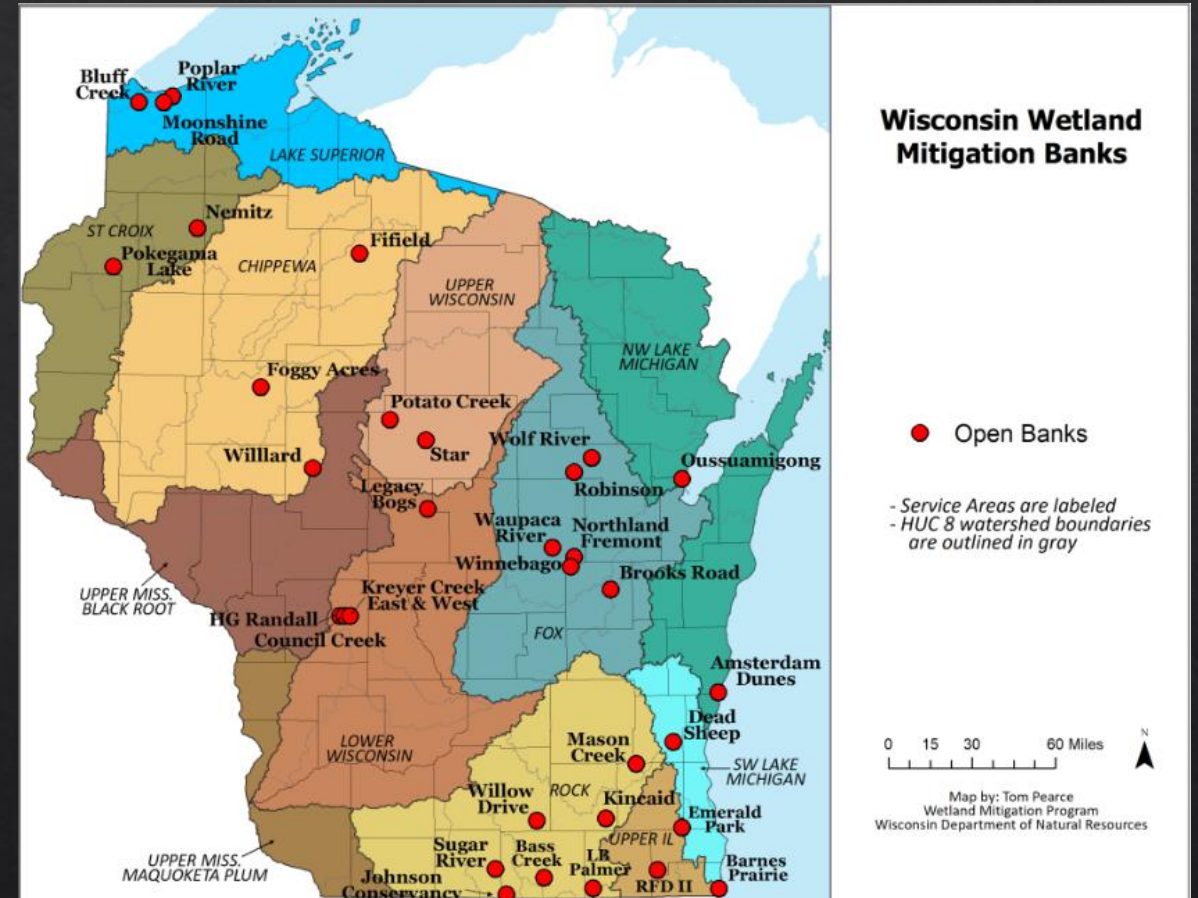 Bluff
Creek
Poplar
River
Moonshine
Road
LAKE SUPERIOR
ST CROIX
Nemitz
Pokegama
Lake
CHIPPEWA
Fifield
UPPER
WISCONSIN
NW LAKE
MICHIGAN
Foggy Acres
Potato Creek
Star
Willlard
Wolf River
Robinson
Oussuamigong
Legacy
Bogs
Waupaca
River
Northland
Fremont
Winnebago
Brooks Road
UPPER MISS.
BLACK ROOT
Kreyer Creek
East & West
HG Randall
Council Creek
FOX
Amsterdam
Dunes
Dead
Sheep
LOWER
WISCONSIN
Mason
Creek
SW LAKE
MICHIGAN
Willow
Drive
ROCK
Kincaid
Emerald
Park
UPPER IL
UPPER MISS.
MAQUOKETA PLUM
Sugar
River
Bass
Creek
LB
Palmer
RFD II
Barnes
Prairie
Johnson
Conservancy
Wisconsin Wetland
Mitigation Banks
Open Banks
- Service Areas are labeled
- HUC 8 watershed boundaries
are outlined in gray
0 15 30 60 Miles
N
Map by: Tom Pearce
Wetland Mitigation Program
Wisconsin Department of Natural Resources